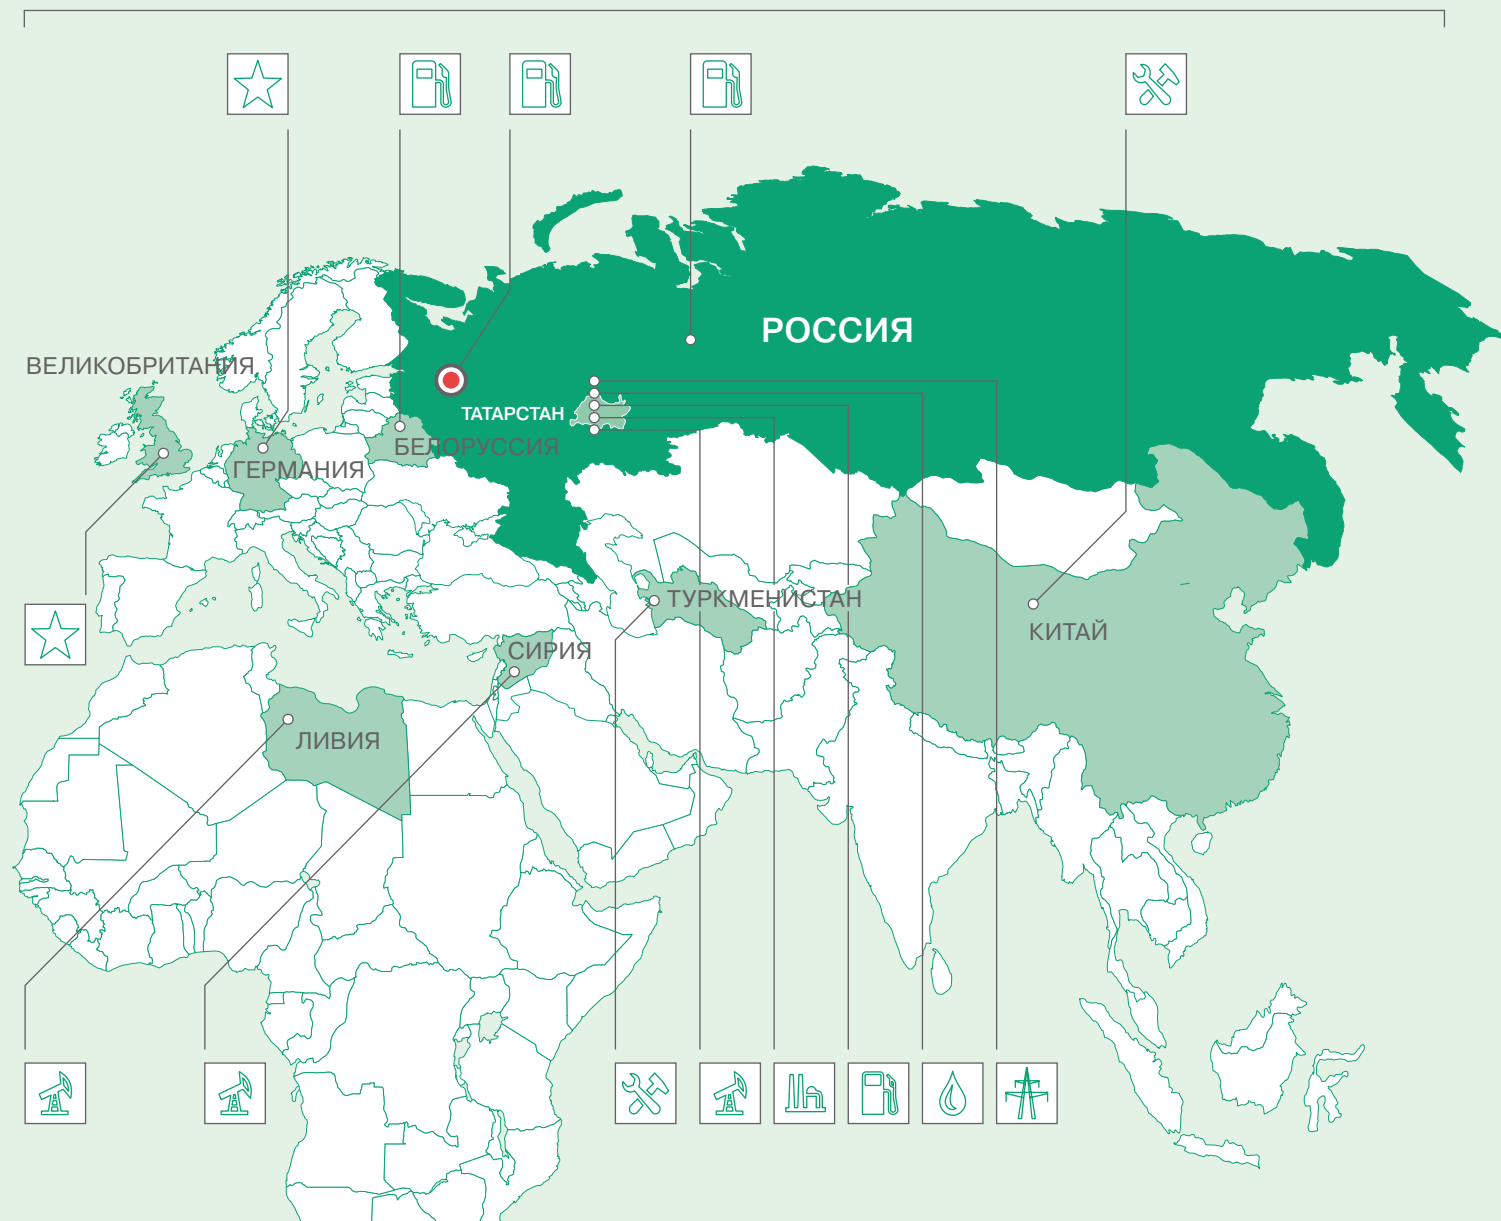 РОССИЯ
ВЕЛИКОБРИТАНИЯ
ТАТАРСТАН
БЕЛОРУССИЯ
ГЕРМАНИЯ
ТУРКМЕНИСТАН
КИТАЙ
СИРИЯ
ЛИВИЯ